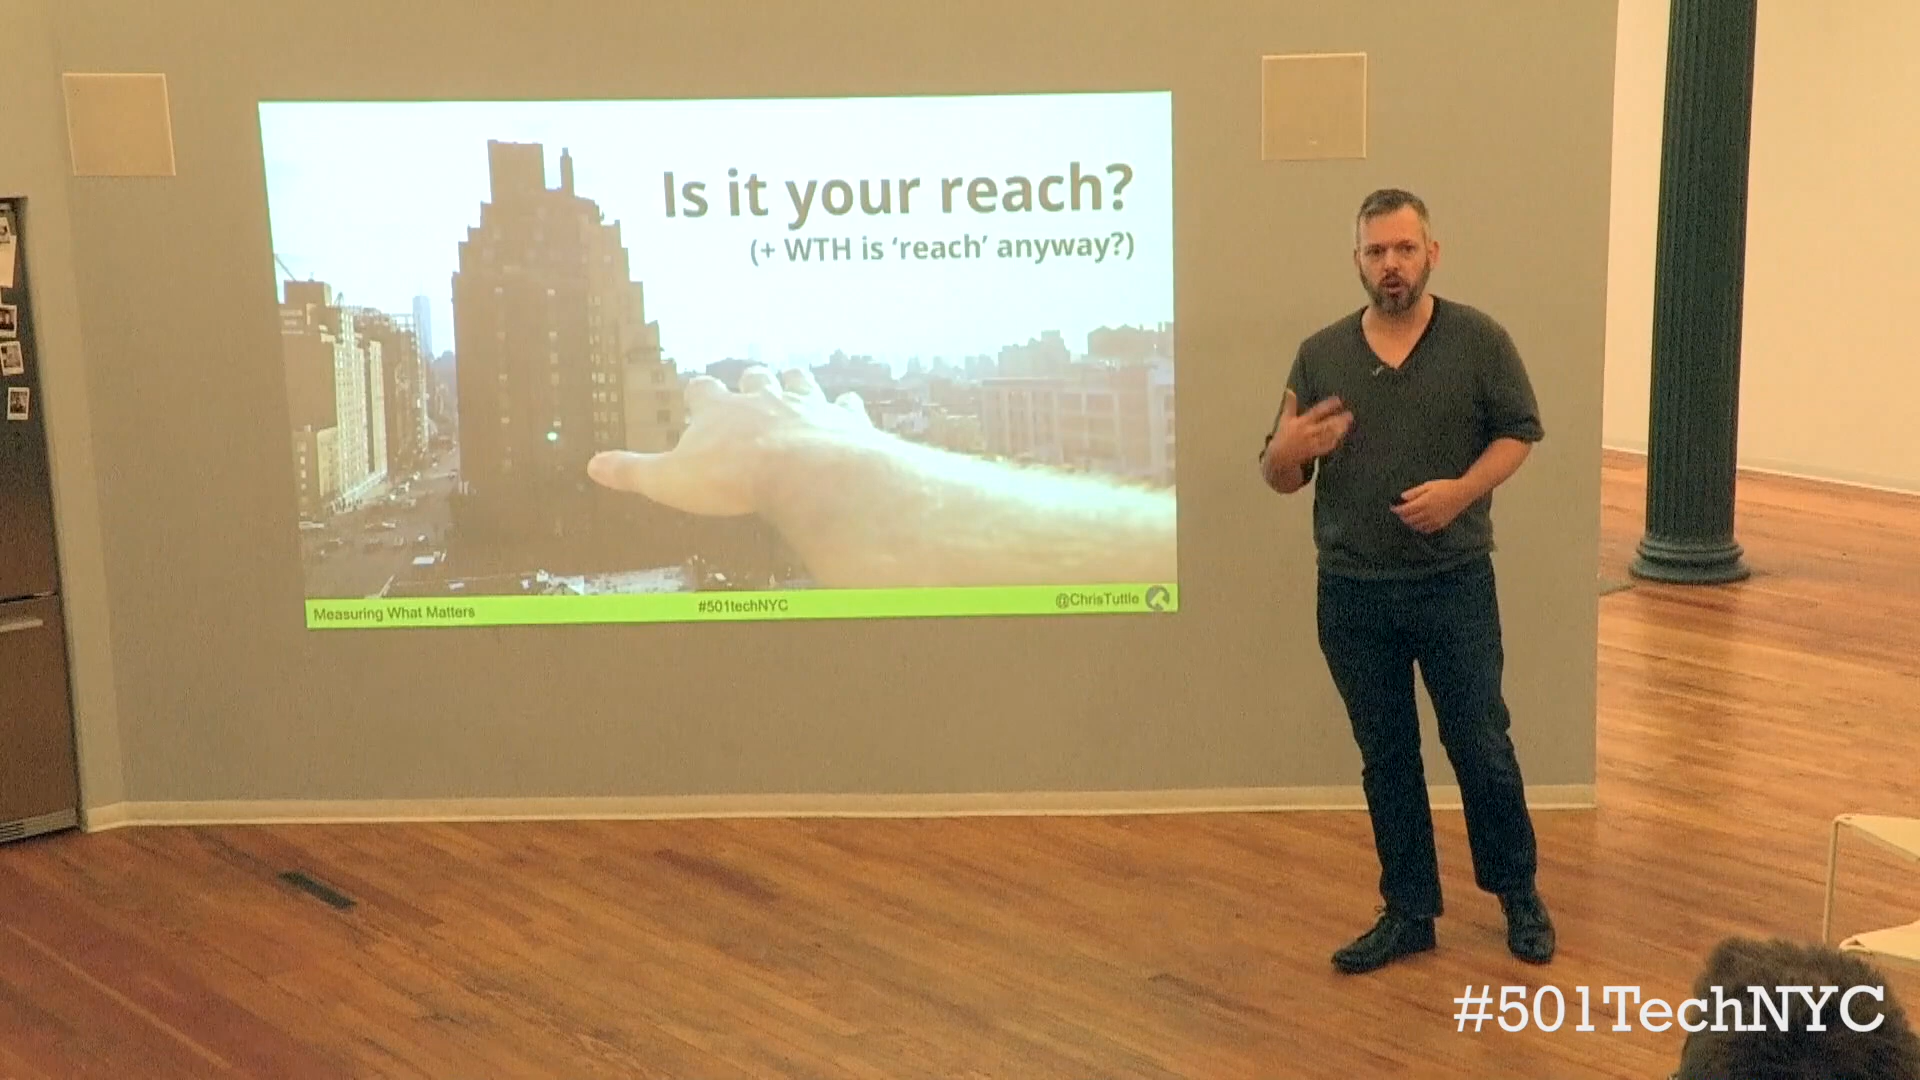 Is it your reach?
(+ WTH is ‘reach’ anyway?)
Measuring What Matters
#501techNYC
@ChrisTuttle
#501TechNYC